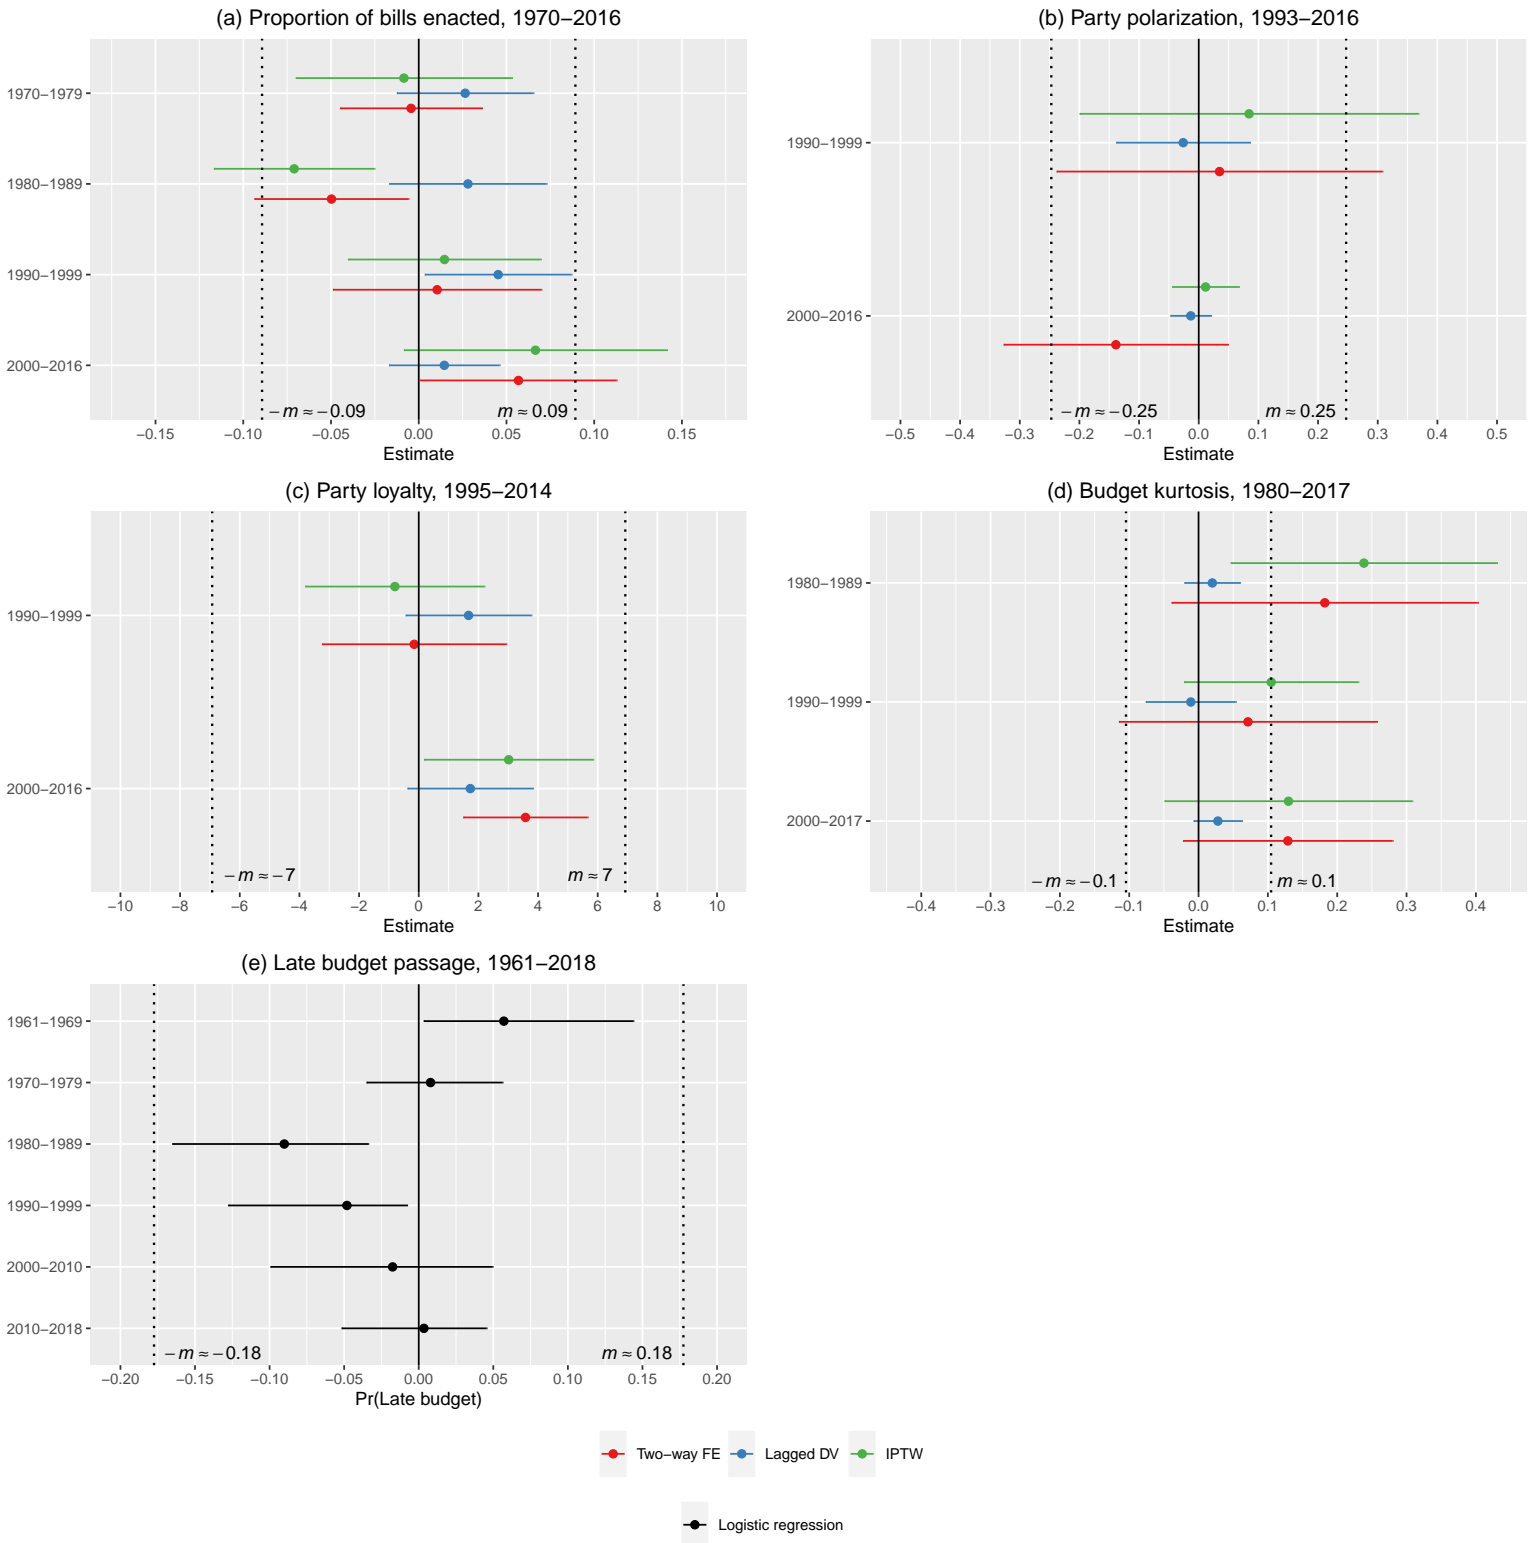 (a) Proportion of bills enacted, 1970−2016
1970−1979
1980−1989
1990−1999
2000−2016
−m ≈ −0.09
m ≈ 0.09
−0.15 −0.10 −0.05 0.00 0.05 0.10 0.15
Estimate
(b) Party polarization, 1993−2016
1990−1999
2000−2016
−m ≈ −0.25
m ≈ 0.25
−0.5 −0.4 −0.3 −0.2 −0.1 0.0 0.1 0.2 0.3 0.4 0.5
Estimate
(c) Party loyalty, 1995−2014
1990−1999
2000−2016
−m ≈ −7
m ≈ 7
−10 −8 −6 −4 −2 0 2 4 6 8 10
Estimate
(d) Budget kurtosis, 1980−2017
1980−1989
1990−1999
2000−2017
−m ≈ −0.1
m ≈ 0.1
−0.4 −0.3 −0.2 −0.1 0.0 0.1 0.2 0.3 0.4
Estimate
(e) Late budget passage, 1961−2018
1961−1969
1970−1979
1980−1989
1990−1999
2000−2010
2010−2018
−m ≈ −0.18
m ≈ 0.18
−0.20 −0.15 −0.10 −0.05 0.00 0.05 0.10 0.15 0.20
Pr(Late budget)
Two−way FE Lagged DV IPTW
Logistic regression